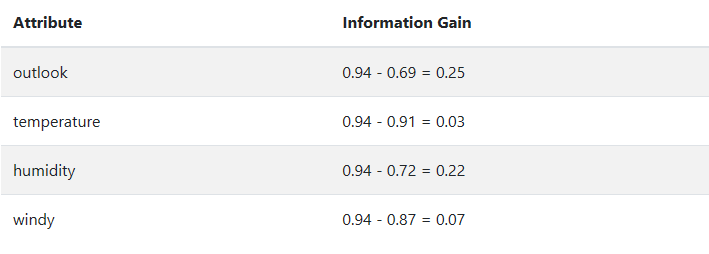 Attribute Information Gain
outlook 0.94 - 0.69 = 0.25
temperature 0.94 - 0.91 = 0.03
humidity 0.94 - 0.72 = 0.22
windy 0.94 - 0.87 = 0.07